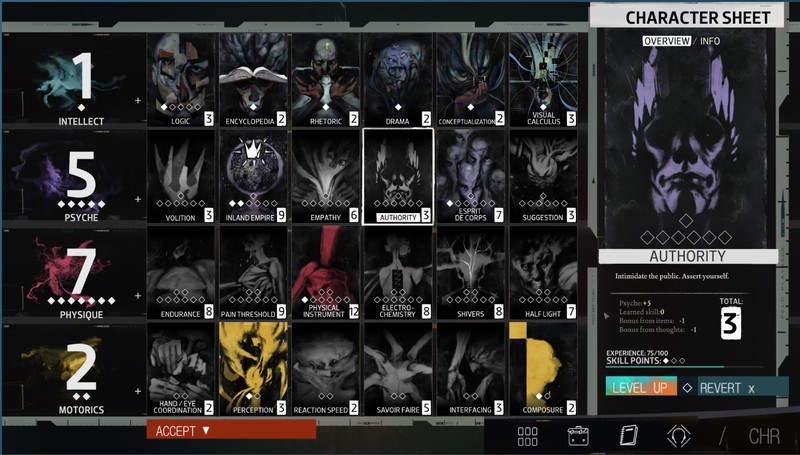 CHARACTER SHEET
OVERVIEW / INFO
1
INTELLECT
+
LOGIC 3
ENCYCLOPEDIA 2
RHETORIC 2
DRAMA 2
CONCEPTUALIZATION 2
VISUAL
CALCULUS 3
5
PSYCHE
+
VOLITION 3
INLAND EMPIRE 9
EMPATHY 6
AUTHORITY 3
ESPRIT
DE CORPS 7
SUGGESTION 3
7
PHYSIQUE
+
ENDURANCE 8
PAIN THRESHOLD 9
PHYSICAL
INSTRUMENT 12
ELECTRO-
CHEMISTRY 8
SHIVERS 8
HALF LIGHT 7
2
MOTORICS
+
HAND / EYE
COORDINATION 2
PERCEPTION 3
REACTION SPEED 2
SAVOIR FAIRE 5
INTERFACING 3
COMPOSURE 2
AUTHORITY
Intimidate the public. Assert yourself.
Psyche: +5
Learned skill: 0
Bonus from items: -1
Bonus from thoughts: -1
TOTAL:
3
EXPERIENCE: 75/100
SKILL POINTS:
LEVEL UP
REVERT x
ACCEPT
/ CHR